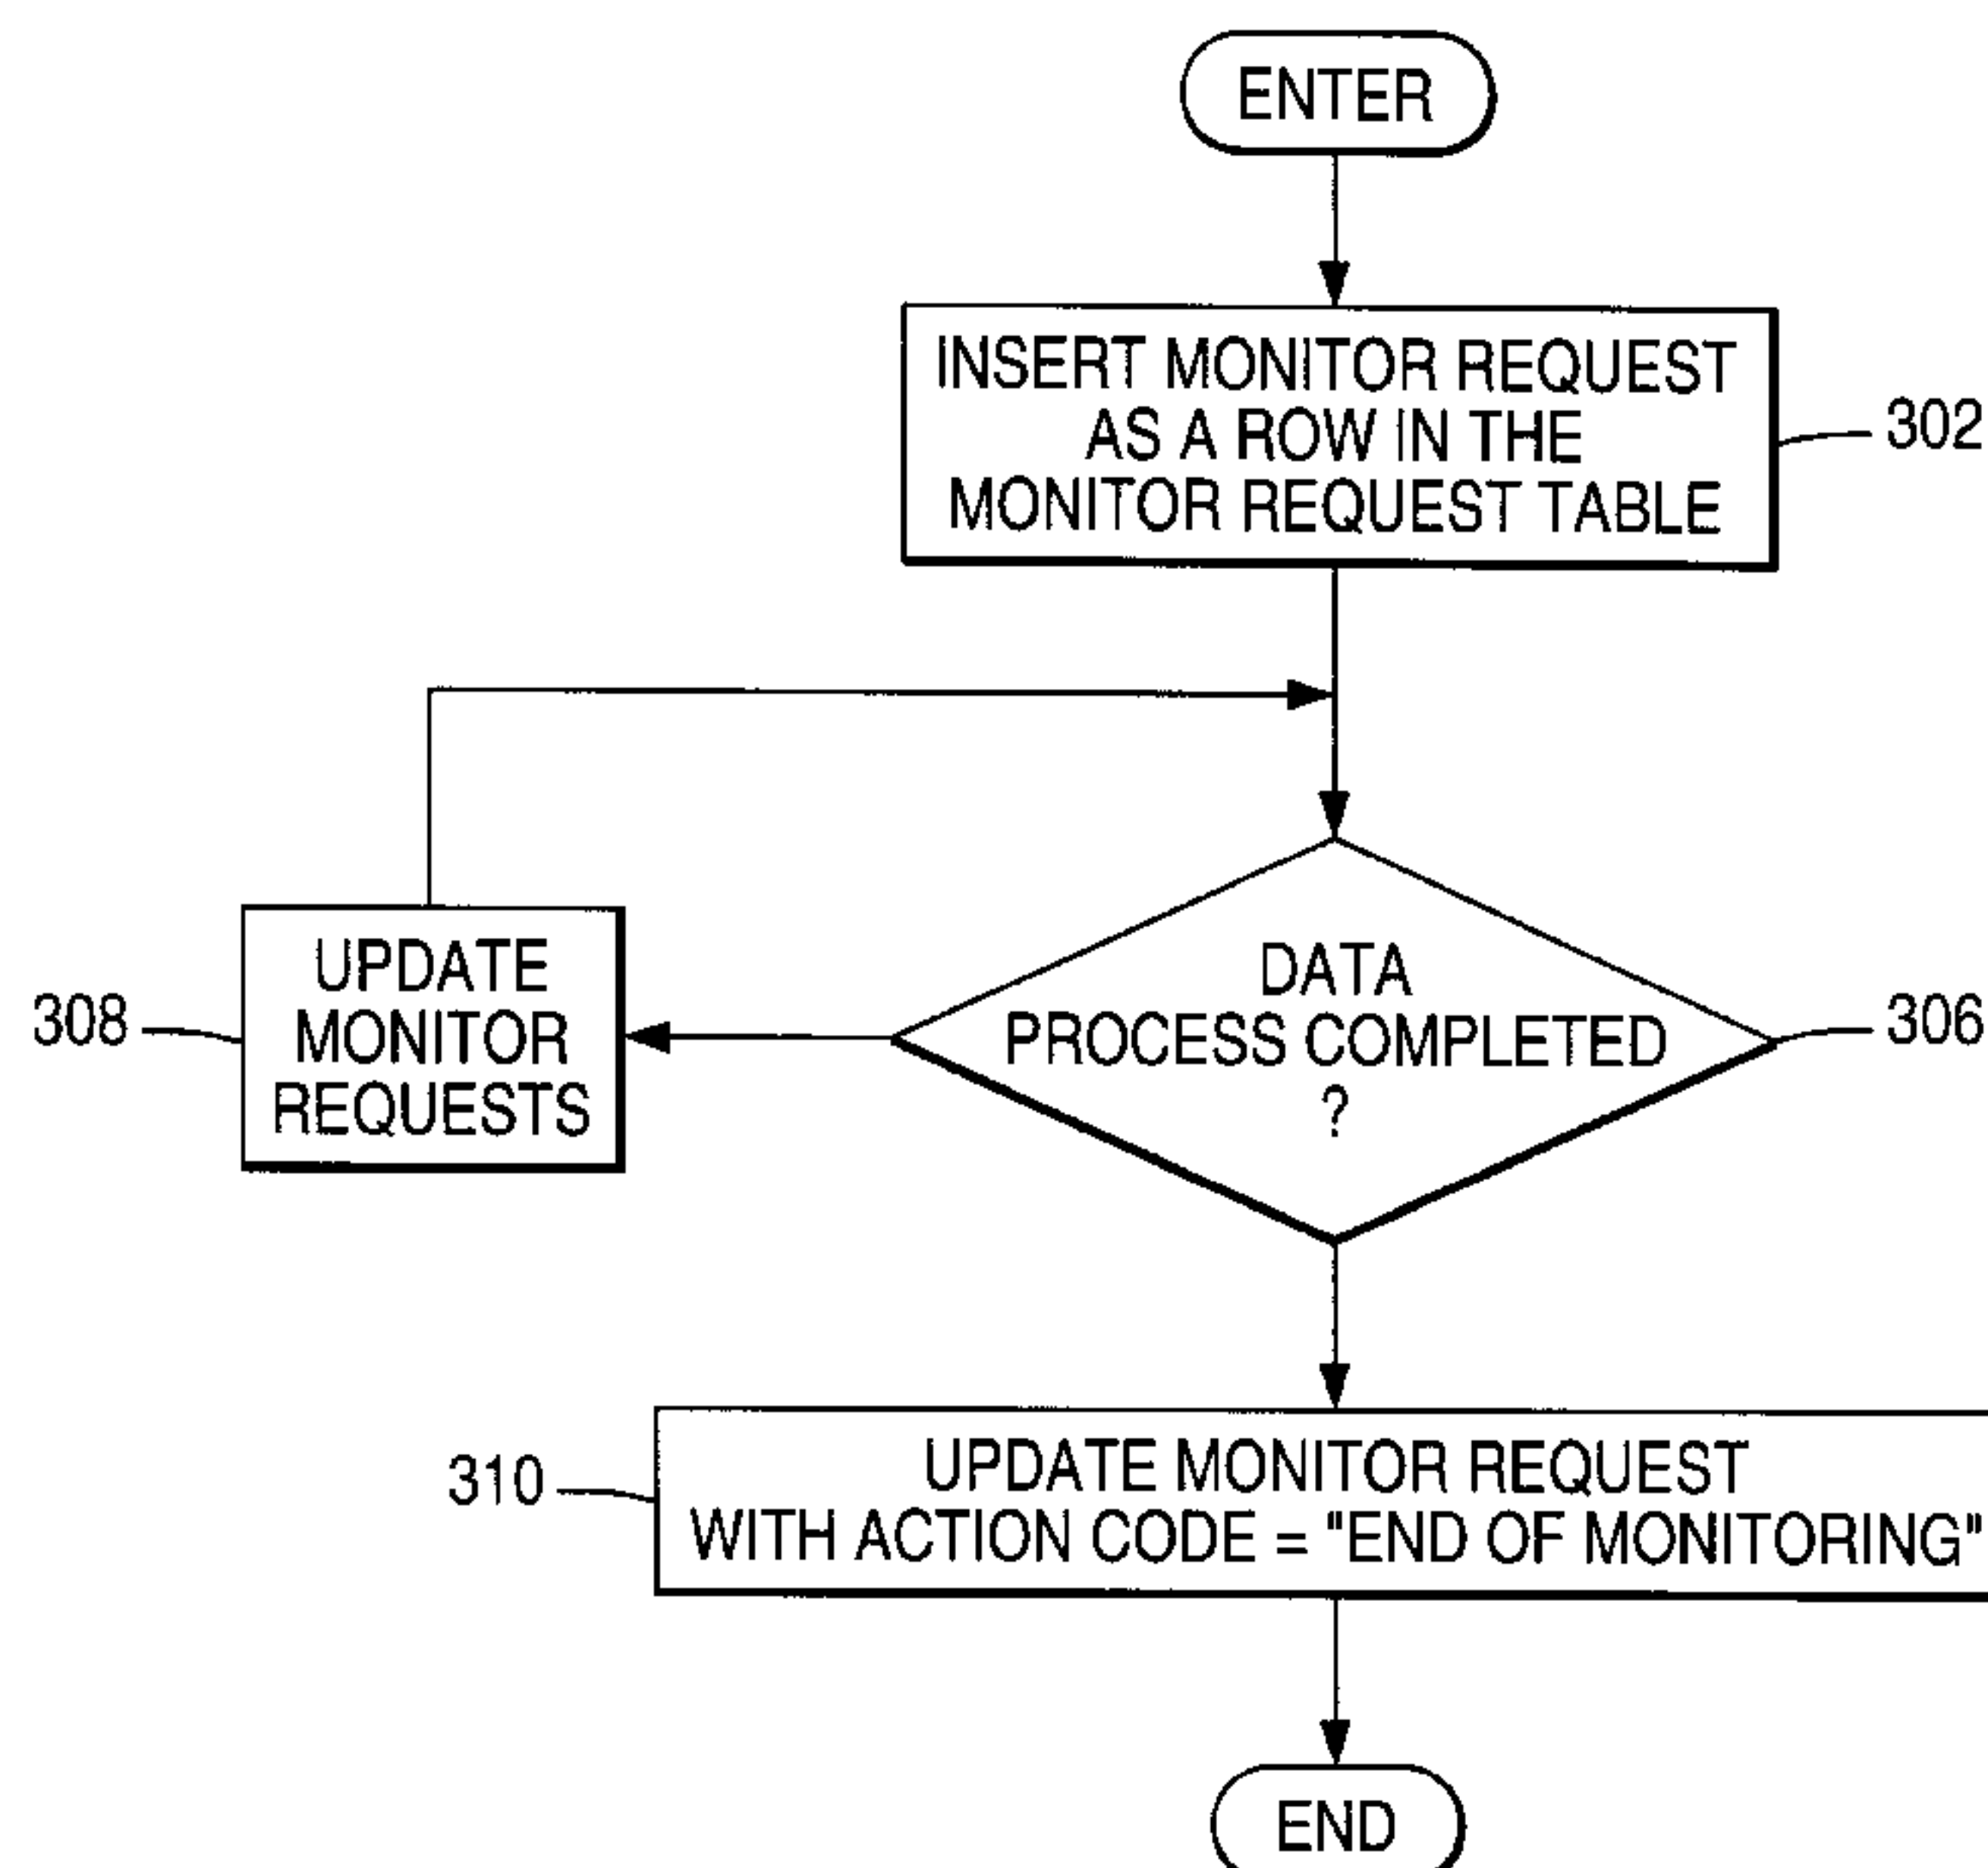 ENTER
INSERT MONITOR REQUEST
AS A ROW IN THE
MONITOR REQUEST TABLE
302
UPDATE
MONITOR
REQUESTS
308
DATA
PROCESS COMPLETED
?
306
310
UPDATE MONITOR REQUEST
WITH ACTION CODE = "END OF MONITORING"
END